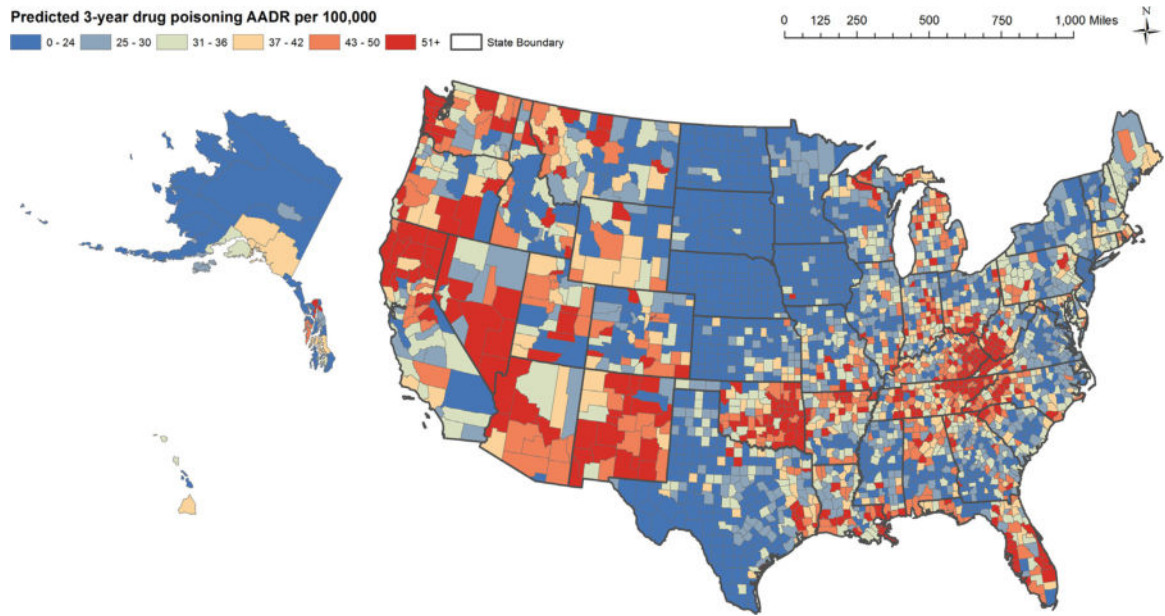 Predicted 3-year drug poisoning AADR per 100,000
0 - 24 25 - 30 31 - 36 37 - 42 43 - 50 51+ State Boundary
0 125 250 500 750 1,000 Miles
N